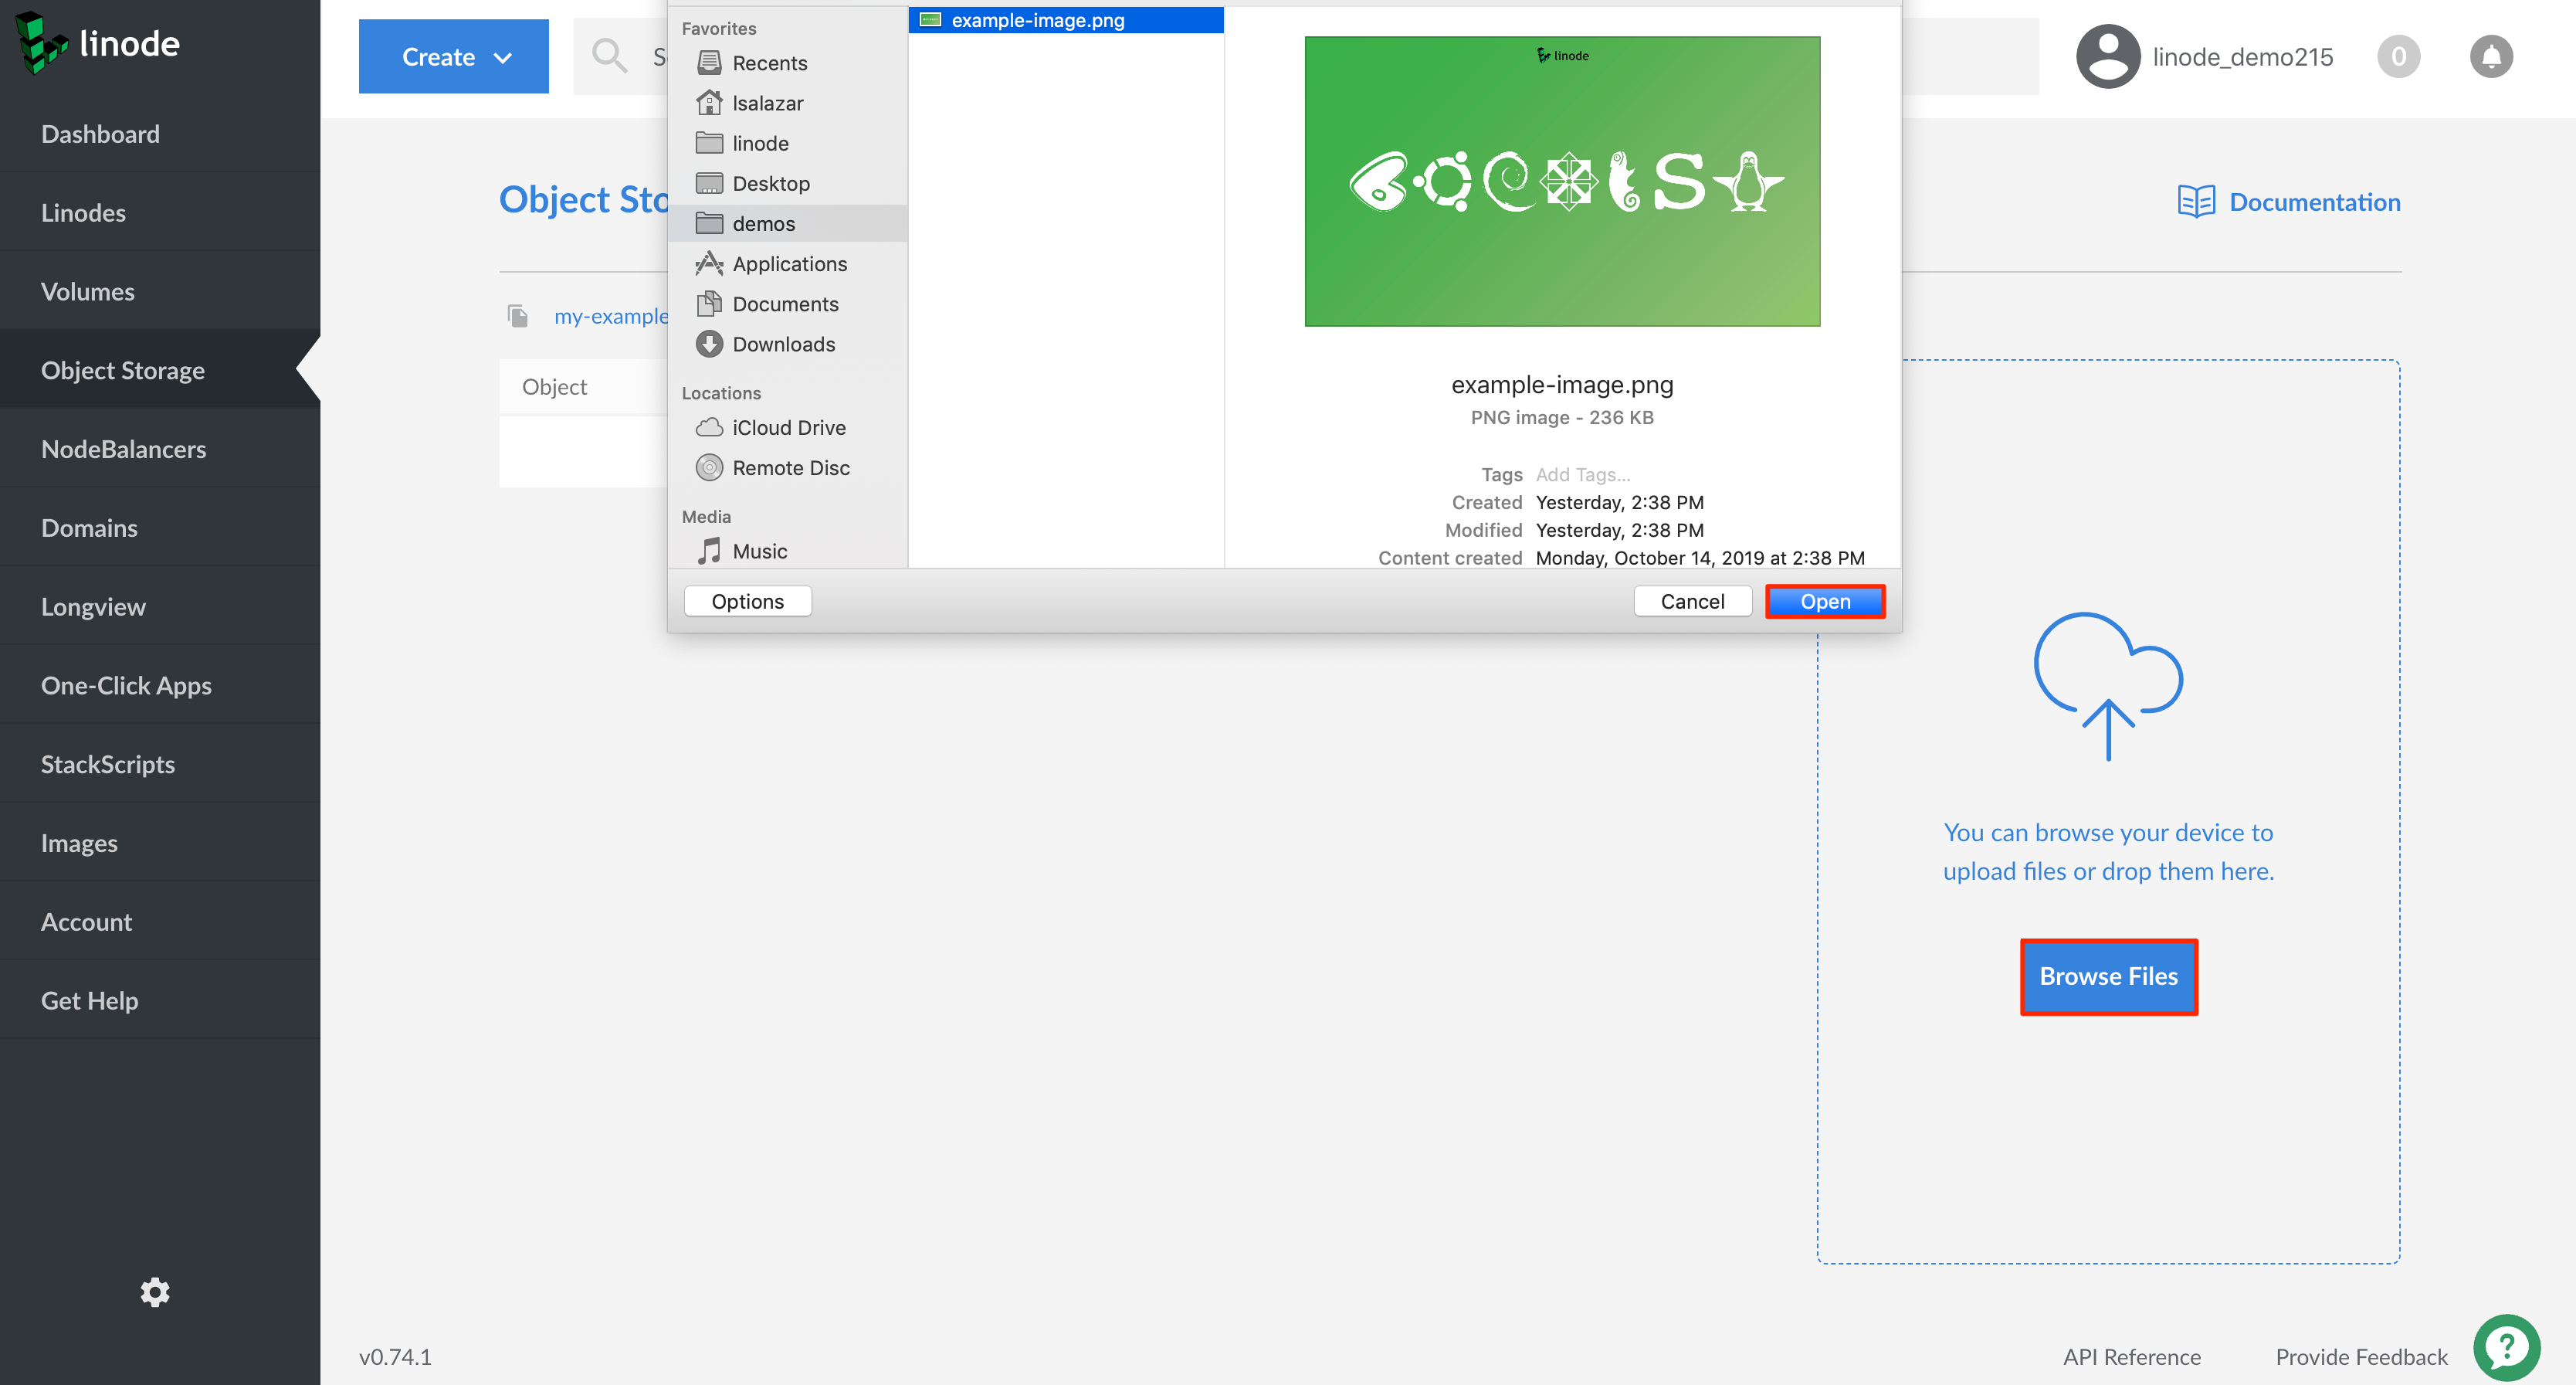 linode
Create
S
linode_demo215
0
Dashboard
Linodes
Volumes
Object Storage
NodeBalancers
Domains
Longview
One-Click Apps
StackScripts
Images
Account
Get Help
Object Sto
Documentation
my-example
Object
Favorites
Recents
lsalazar
linode
Desktop
demos
Applications
Documents
Downloads
Locations
iCloud Drive
Remote Disc
Media
Music
example-image.png
linode
example-image.png
PNG image - 236 KB
Tags Add Tags...
Created Yesterday, 2:38 PM
Modified Yesterday, 2:38 PM
Content created Monday, October 14, 2019 at 2:38 PM
Options
Cancel
Open
You can browse your device to
upload files or drop them here.
Browse Files
v0.74.1
API Reference
Provide Feedback
?